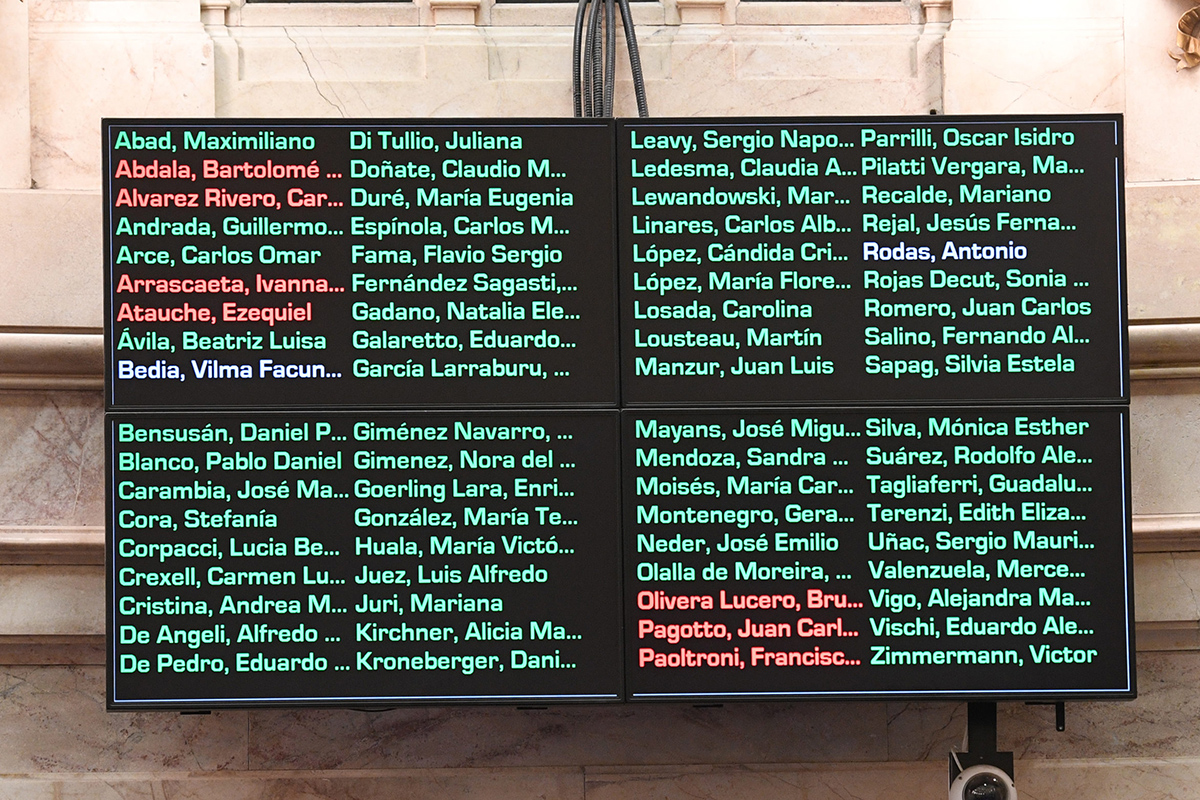 Abad, Maximiliano
Abdala, Bartolomé ...
Alvarez Rivero, Car...
Andrada, Guillermo...
Arce, Carlos Omar
Arrascaeta, Ivanna...
Atauche, Ezequiel
Ávila, Beatriz Luisa
Bedia, Vilma Facun...
Bensusán, Daniel P...
Blanco, Pablo Daniel
Carambia, José Ma...
Cora, Stefanía
Corpacci, Lucia Be...
Crexell, Carmen Lu...
Cristina, Andrea M...
De Angeli, Alfredo ...
De Pedro, Eduardo ...
Di Tullio, Juliana
Doñate, Claudio M...
Duré, María Eugenia
Espínola, Carlos M...
Fama, Flavio Sergio
Fernández Sagasti,...
Gadano, Natalia Ele...
Galaretto, Eduardo...
García Larraburu, ...
Giménez Navarro, ...
Gimenez, Nora del ...
Goerling Lara, Enri...
González, María Te...
Huala, María Victó...
Juez, Luis Alfredo
Juri, Mariana
Kirchner, Alicia Ma...
Kroneberger, Dani...
Leavy, Sergio Napo...
Ledesma, Claudia A...
Lewandowski, Mar...
Linares, Carlos Alb...
López, Cándida Cri...
López, María Flore...
Losada, Carolina
Lousteau, Martín
Manzur, Juan Luis
Mayans, José Migu...
Mendoza, Sandra ...
Moisés, María Car...
Montenegro, Gera...
Neder, José Emilio
Olalla de Moreira, ...
Olivera Lucero, Bru...
Pagotto, Juan Carl...
Paoltroni, Francisc...
Parrilli, Oscar Isidro
Pilatti Vergara, Ma...
Recalde, Mariano
Rejal, Jesús Ferna...
Rodas, Antonio
Rojas Decut, Sonia ...
Romero, Juan Carlos
Salino, Fernando Al...
Sapag, Silvia Estela
Silva, Mónica Esther
Suárez, Rodolfo Ale...
Tagliaferri, Guadalu...
Terenzi, Edith Eliza...
Uñac, Sergio Mauri...
Valenzuela, Merce...
Vigo, Alejandra Ma...
Vischi, Eduardo Ale...
Zimmermann, Victor